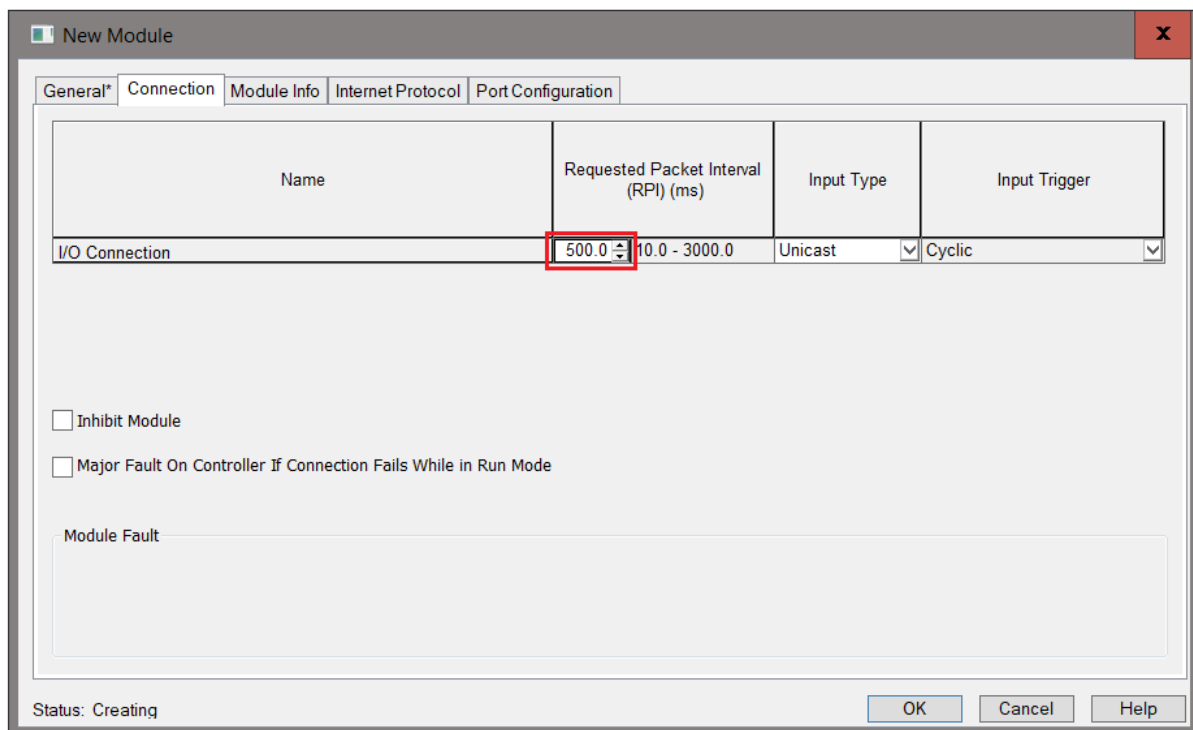 New Module
x
General* Connection Module Info Internet Protocol Port Configuration
Name
Requested Packet Interval
(RPI) (ms)
Input Type
Input Trigger
I/O Connection 500.0 10.0 - 3000.0 Unicast Cyclic
Inhibit Module
Major Fault On Controller If Connection Fails While in Run Mode
Module Fault
Status: Creating
OK Cancel Help